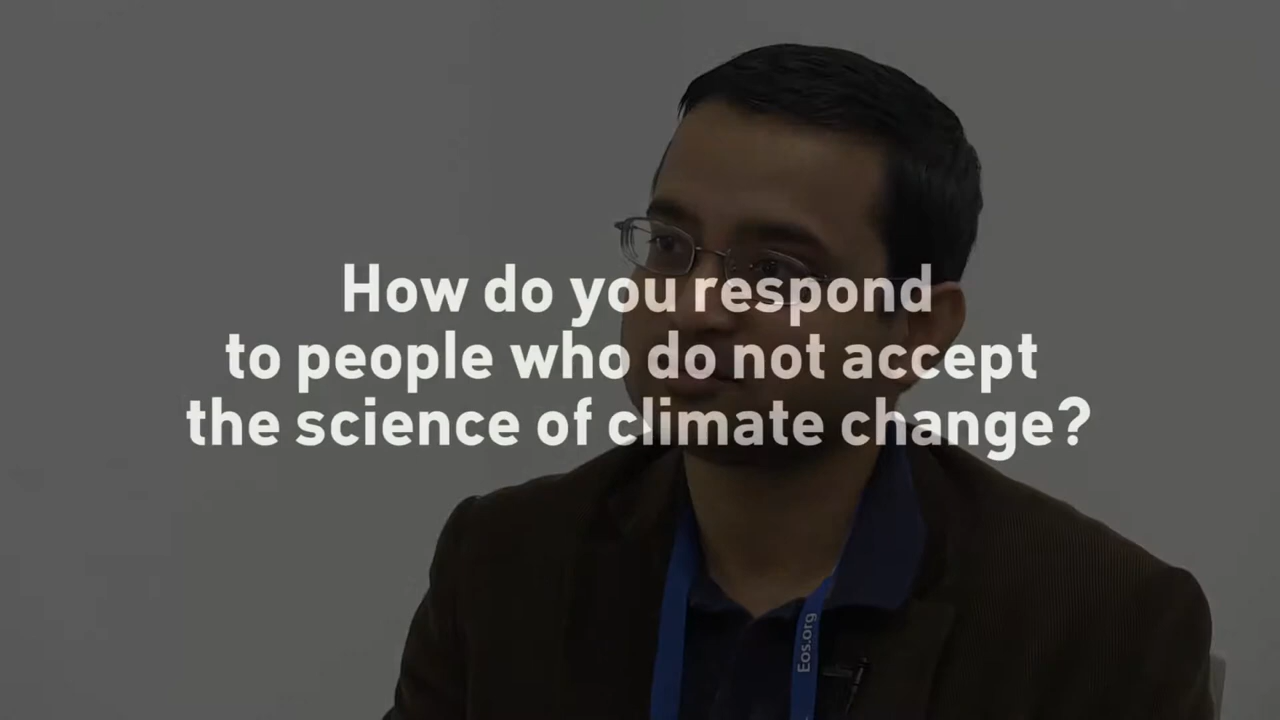 How do you respond
to people who do not accept
the science of climate change?
Eos.org